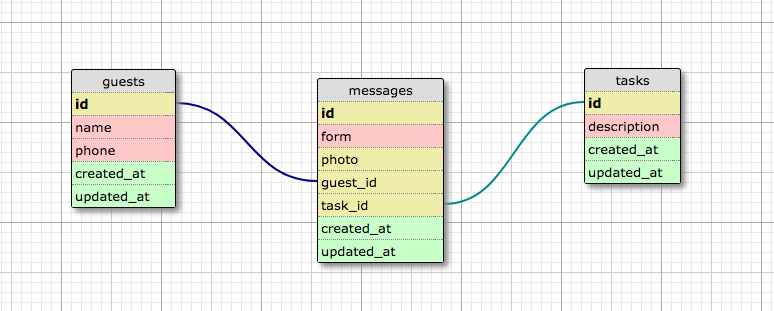 guests
id
name
phone
created_at
updated_at
messages
id
form
photo
guest_id
task_id
created_at
updated_at
tasks
id
description
created_at
updated_at